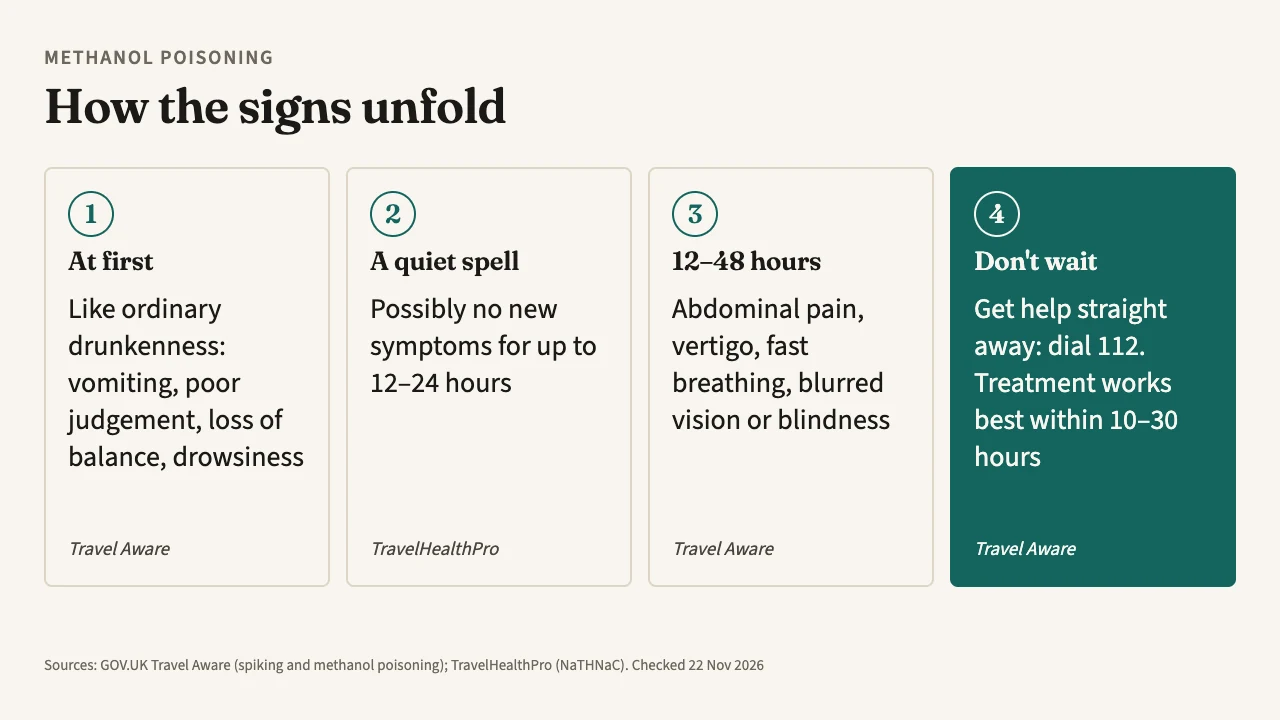 METHANOL POISONING
How the signs unfold
1
At first
Like ordinary
drunkenness:
vomiting, poor
judgement, loss of
balance, drowsiness
Travel Aware
2
A quiet spell
Possibly no new
symptoms for up to
12–24 hours
TravelHealthPro
3
12–48 hours
Abdominal pain,
vertigo, fast
breathing, blurred
vision or blindness
Travel Aware
4
Don't wait
Get help straight
away: dial 112.
Treatment works
best within 10–30
hours
Travel Aware
Sources: GOV.UK Travel Aware (spiking and methanol poisoning); TravelHealthPro (NaTHNaC). Checked 22 Nov 2026